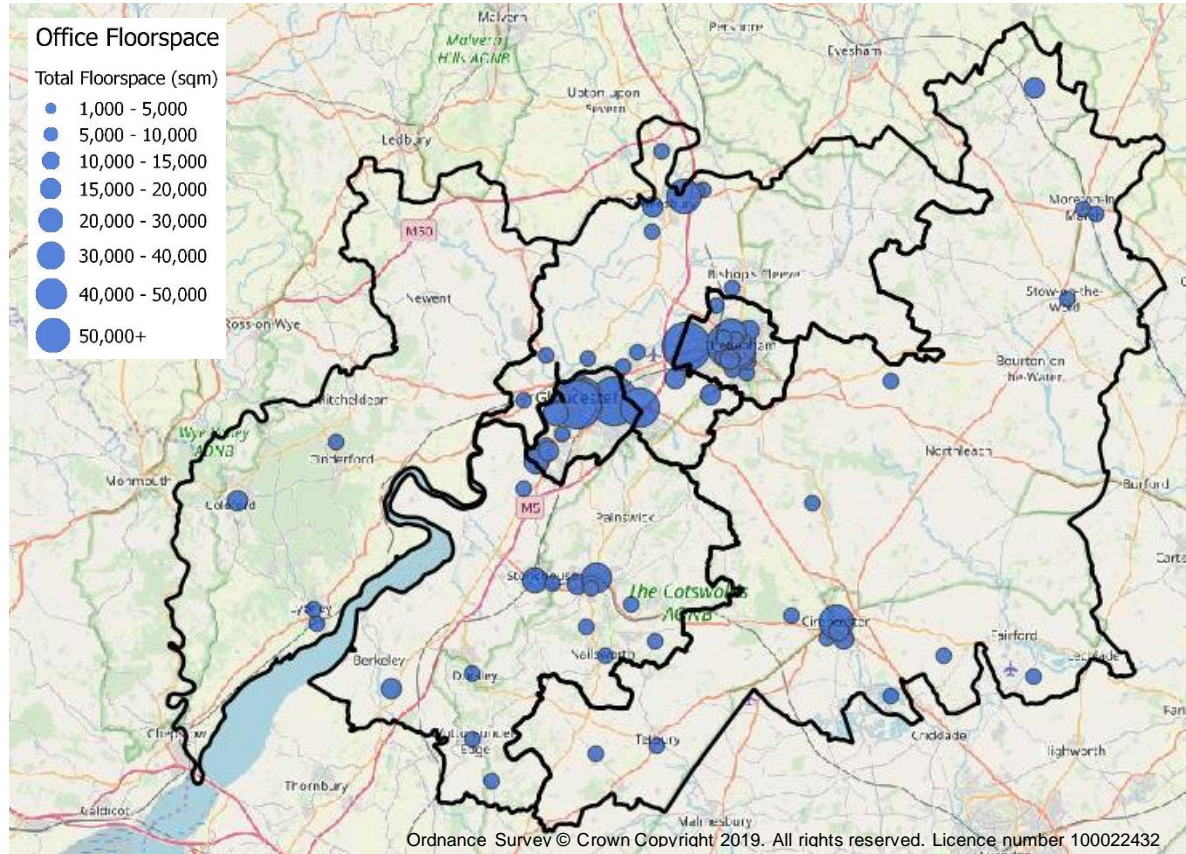 Office Floorspace
Total Floorspace (sqm)
1,000 - 5,000
5,000 - 10,000
10,000 - 15,000
15,000 - 20,000
20,000 - 30,000
30,000 - 40,000
40,000 - 50,000
50,000+
Malvern
Malvern
Hills AONB
Pershore
Evesham
Upton upon
Severn
Ledbury
M50
Moreton-in
Bishop's Cleeve
Newent
Stow-on-the-
Wold
Ross-on-Wye
Bourton-on
the-Water
Mitcheldean
Gloucester
Wye Valley
AONB
Cinderford
Northleach
Monmouth
Burford
Coleford
M5
Painswick
Stonehouse
The Cotswolds
AONB
Lydney
Cirencester
Fairford
Lechlade
Berkeley
Nailsworth
Dursley
Chepstow
Edge
Tetbury
Cricklade
Highworth
Thornbury
Caldicot
Malmesbury
Ordnance Survey © Crown Copyright 2019. All rights reserved. Licence number 100022432